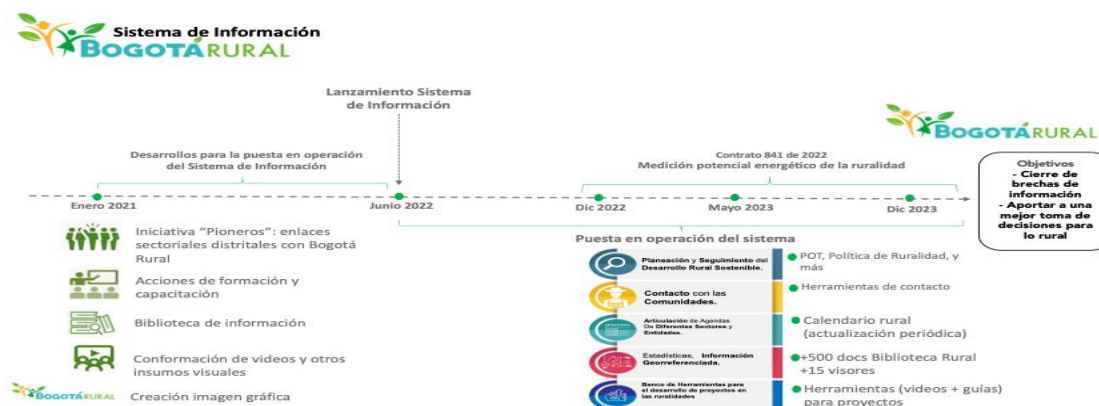 Sistema de Información
BOGOTÁ RURAL
Lanzamiento Sistema
de Información
BOGOTÁ RURAL
Desarrollos para la puesta en operación
del Sistema de Información
Contrato 841 de 2022
Medición potencial energético de la ruralidad
Objetivos
- Cierre de
brechas de
información
- Aportar a una
mejor toma de
decisiones para
lo rural
Enero 2021
Junio 2022
Dic 2022
Mayo 2023
Dic 2023
Iniciativa “Pioneros”: enlaces
sectoriales distritales con Bogotá
Rural
Acciones de formación y
capacitación
Biblioteca de información
Conformación de videos y otros
insumos visuales
BOGOTÁ RURAL
Creación imagen gráfica
Puesta en operación del sistema
Planeación y Seguimiento del
Desarrollo Rural Sostenible.
POT, Política de Ruralidad, y
más
Contacto con las
Comunidades.
Herramientas de contacto
Articulación de Agendas
De Diferentes Sectores y
Entidades.
Calendario rural
(actualización periódica)
Estadísticas, Información
Georreferenciada.
+500 docs Biblioteca Rural
+15 visores
Banco de Herramientas para
el desarrollo de proyectos en
las ruralidades
Herramientas (videos + guías)
para proyectos